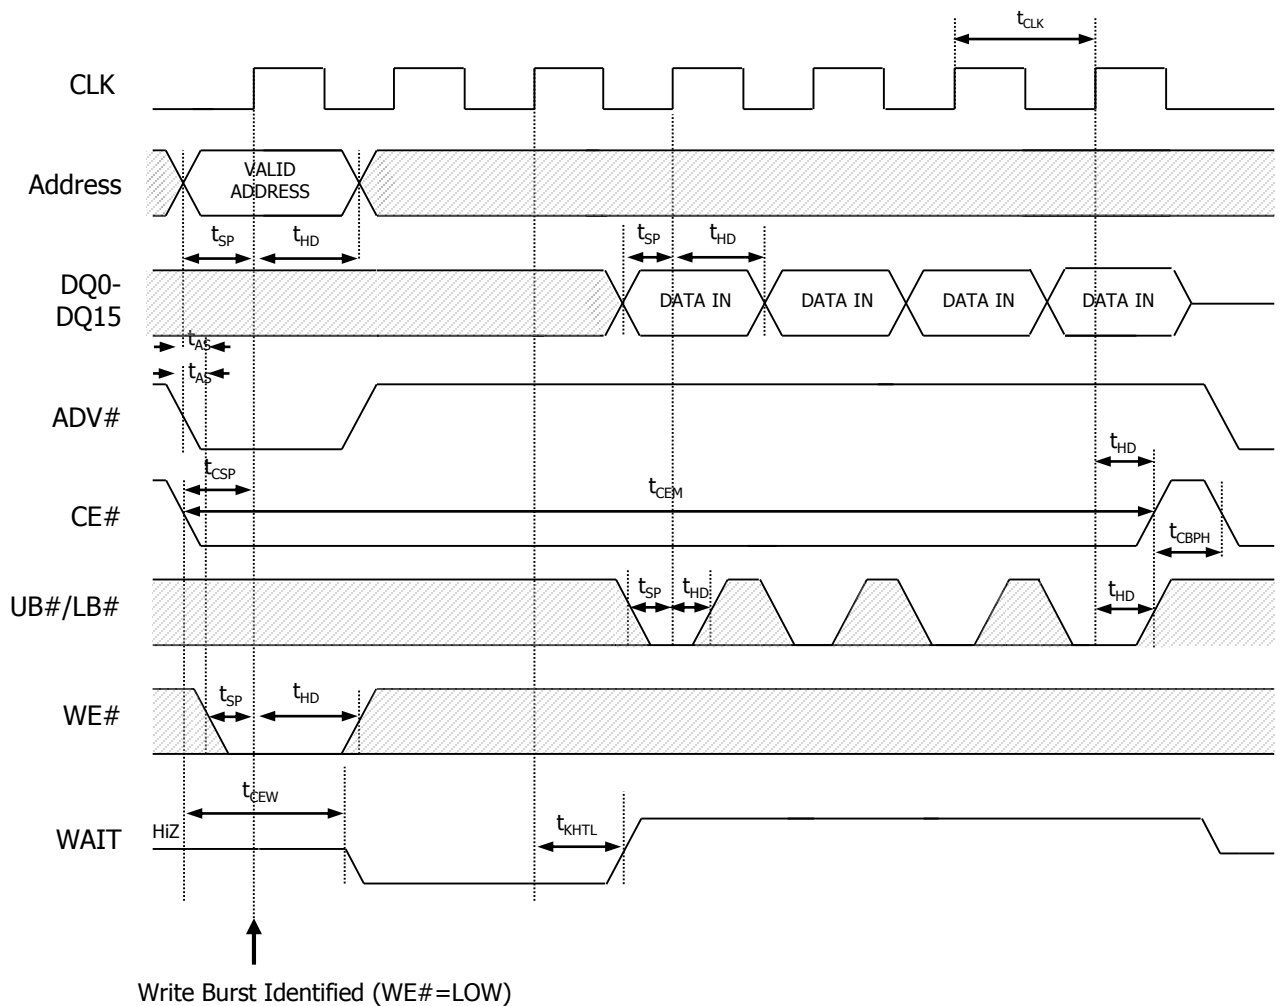 tCLK
CLK
VALID
ADDRESS
Address
tSP
tHD
tSP
tHD
DQ0-
DQ15
DATA IN
DATA IN
DATA IN
DATA IN
tAS
tAS
ADV#
tHD
tCSP
tCEM
CE#
tCBPH
UB#/LB#
tSP
tHD
tHD
WE#
tSP
tHD
tCEW
WAIT
HiZ
tKHTL
Write Burst Identified (WE#=LOW)